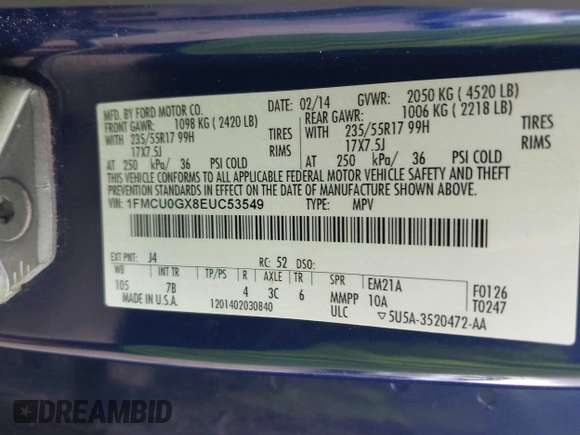 MFD. BY FORD MOTOR CO.
02/14 GVWR: 2050 KG ( 4520 LB)
FRONT GAWR: 1098 KG ( 2420 LB)
REAR GAWR: 1006 KG ( 2218 LB)
WITH 235/55R17 99H TIRES
WITH 235/55R17 99H TIRES
17X7.5J RIMS
17X7.5J RIMS
AT 250 kPa/ 36 PSI COLD
AT 250 kPa/ 36 PSI COLD
THIS VEHICLE CONFORMS TO ALL APPLICABLE FEDERAL MOTOR VEHICLE SAFETY AND THEFT
PREVENTION STANDARDS IN EFFECT ON THE DATE OF MANUFACTURE SHOWN ABOVE.
VIN: 1FMCU0GX8EUC53549 TYPE: MPV
EXT PNT: J4 RC: 52 DSO:
WB INT TR TP/PS R AXLE TR SPR EM21A F0126
105 7B 4 3C 6 MMPP 10A T0247
MADE IN U.S.A. 1201402030840 ULC ▽5U5A-3520472-AA
DREAMBID